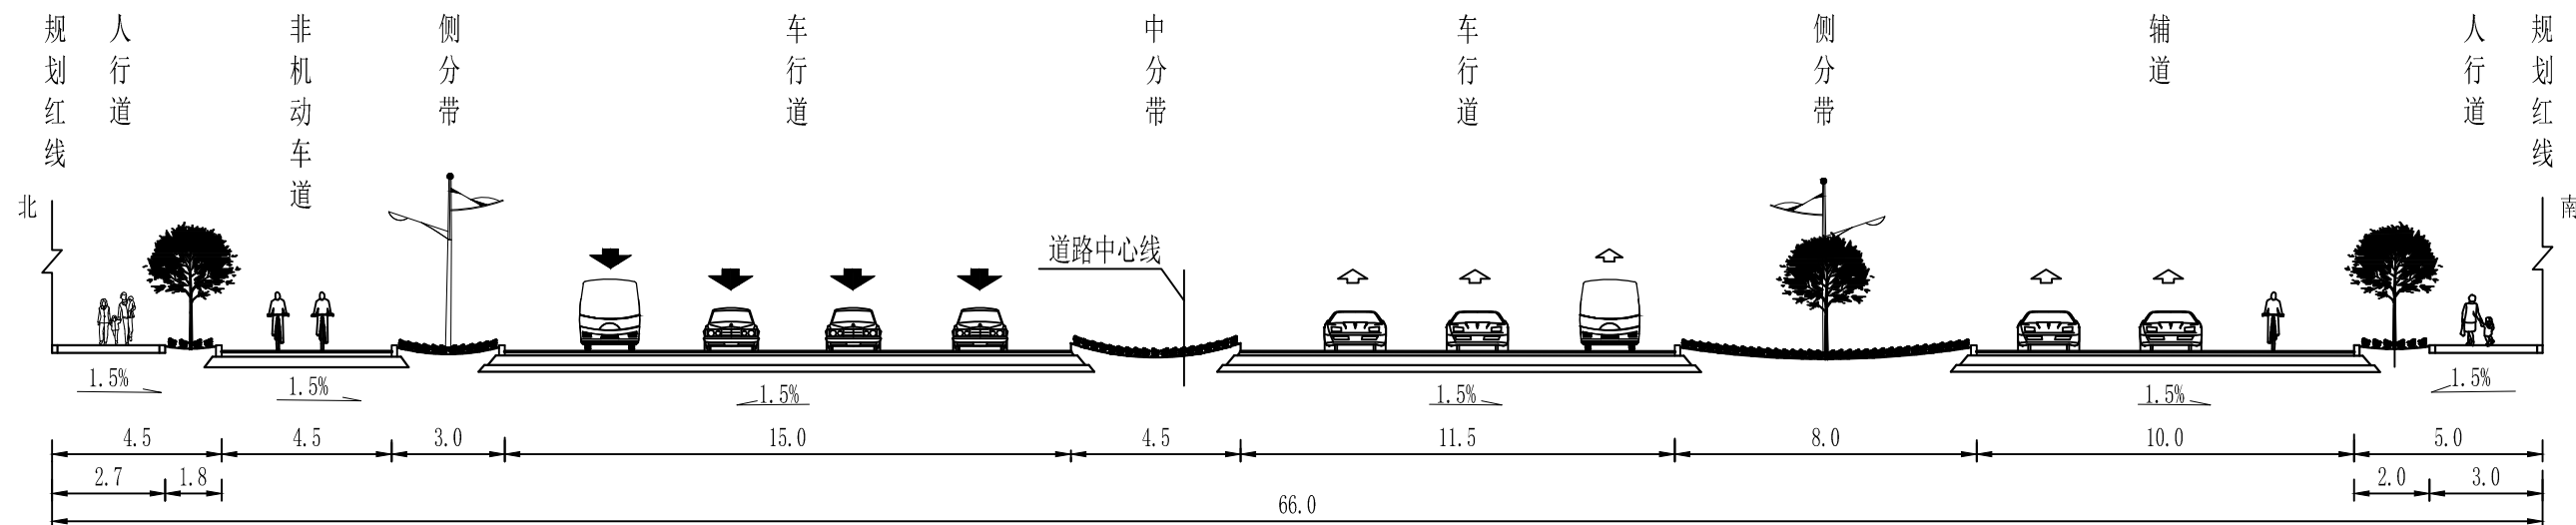 规划红线
人行道
非机动车道
侧分带
车行道
中分带
车行道
侧分带
辅道
人行道
规划红线
北
南
道路中心线
1.5%
1.5%
1.5%
1.5%
1.5%
1.5%
4.5
4.5
3.0
15.0
4.5
11.5
8.0
10.0
5.0
2.7
1.8
2.0
3.0
66.0